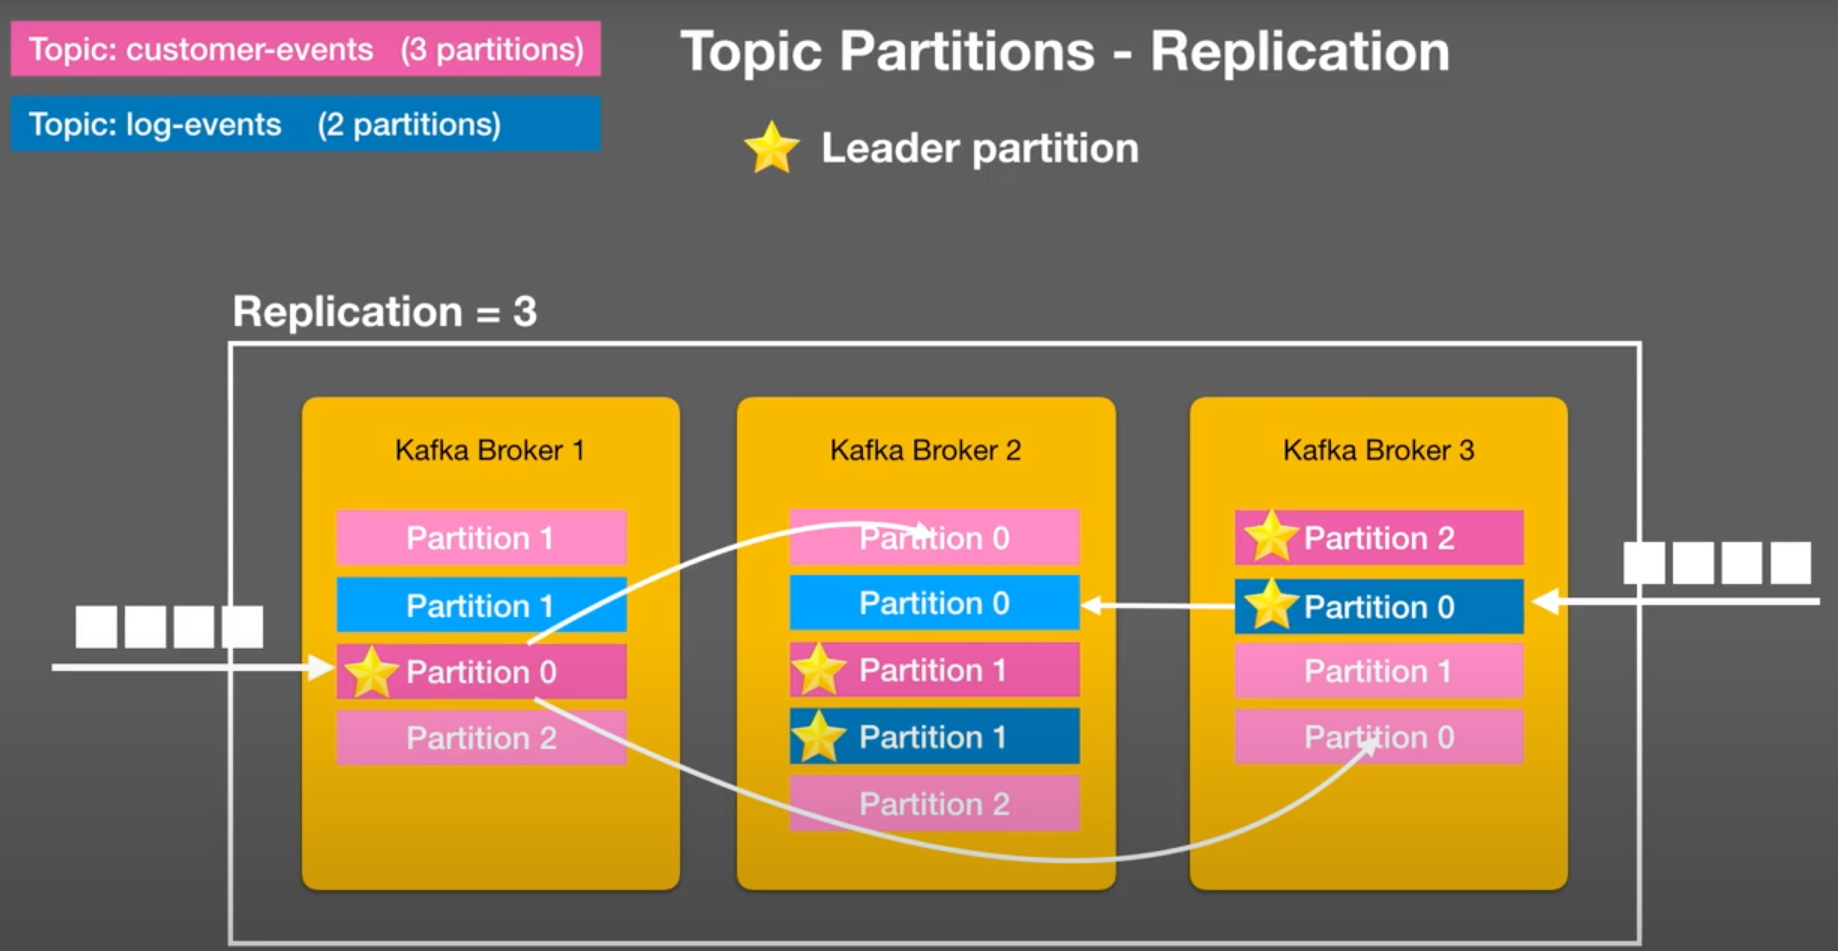 Topic: customer-events (3 partitions)
Topic: log-events (2 partitions)
Topic Partitions - Replication
Leader partition
Replication = 3
Kafka Broker 1
Partition 1
Partition 1
Partition 0
Partition 2
Kafka Broker 2
Partition 0
Partition 0
Partition 1
Partition 1
Partition 2
Kafka Broker 3
Partition 2
Partition 0
Partition 1
Partition 0